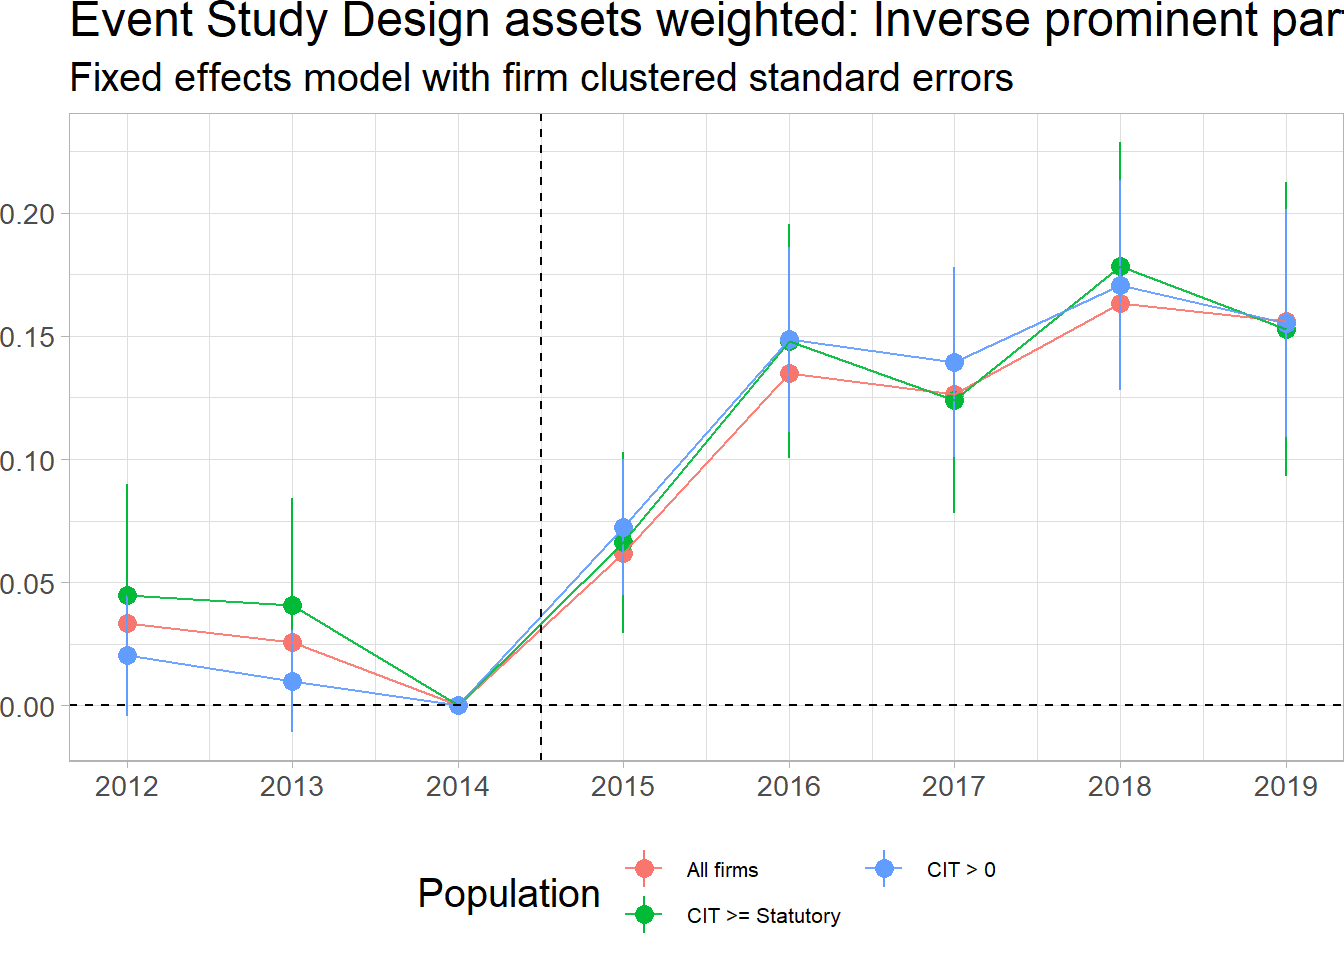 Event Study Design assets weighted: Inverse prominent par
Fixed effects model with firm clustered standard errors
0.20
0.15
0.10
0.05
0.00
2012 2013 2014 2015 2016 2017 2018 2019
Population
All firms
CIT > 0
CIT >= Statutory